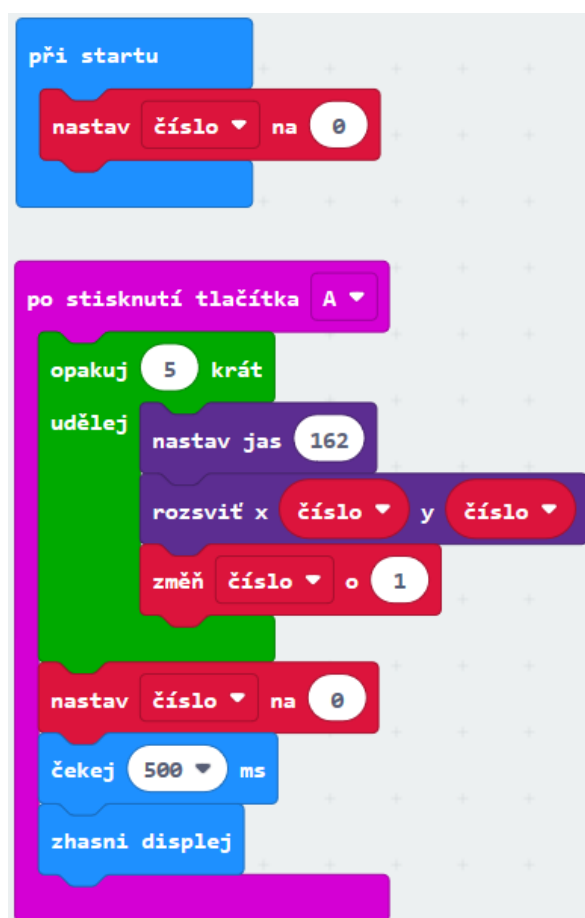 při startu
nastav číslo na 0
po stisknutí tlačítka A
opakuj 5 krát
udělej
nastav jas 162
rozsviť x číslo y číslo
změň číslo o 1
nastav číslo na 0
čekej 500 ms
zhasni displej